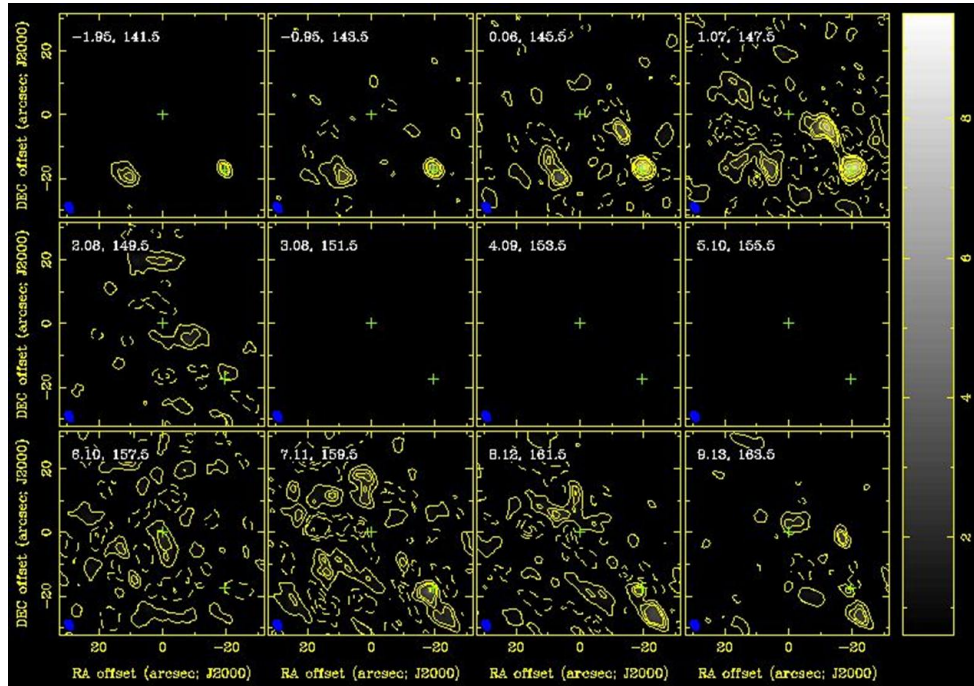 -1.95, 141.5
-0.95, 143.5
0.06, 145.5
1.07, 147.5
DEC offset (arcsec; J2000)
20
0
-20
8
2.08, 149.5
3.08, 151.5
4.09, 153.5
5.10, 155.5
DEC offset (arcsec; J2000)
20
0
-20
6
4
6.10, 157.5
7.11, 159.5
8.12, 161.5
9.13, 163.5
DEC offset (arcsec; J2000)
20
0
-20
2
20 0 -20
20 0 -20
20 0 -20
20 0 -20
RA offset (arcsec; J2000)
RA offset (arcsec; J2000)
RA offset (arcsec; J2000)
RA offset (arcsec; J2000)